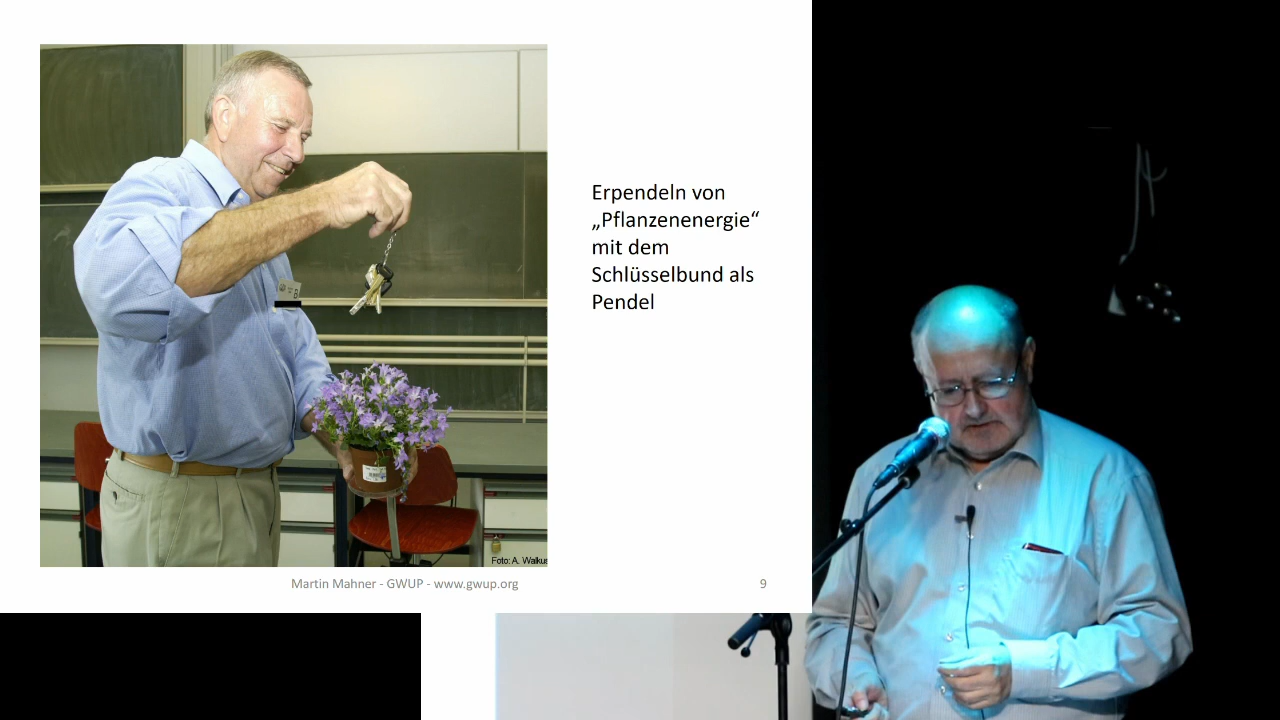 Erpendeln von
„Pflanzenenergie“
mit dem
Schlüsselbund als
Pendel
Foto: A. Walkus
Martin Mahner - GWUP - www.gwup.org
9